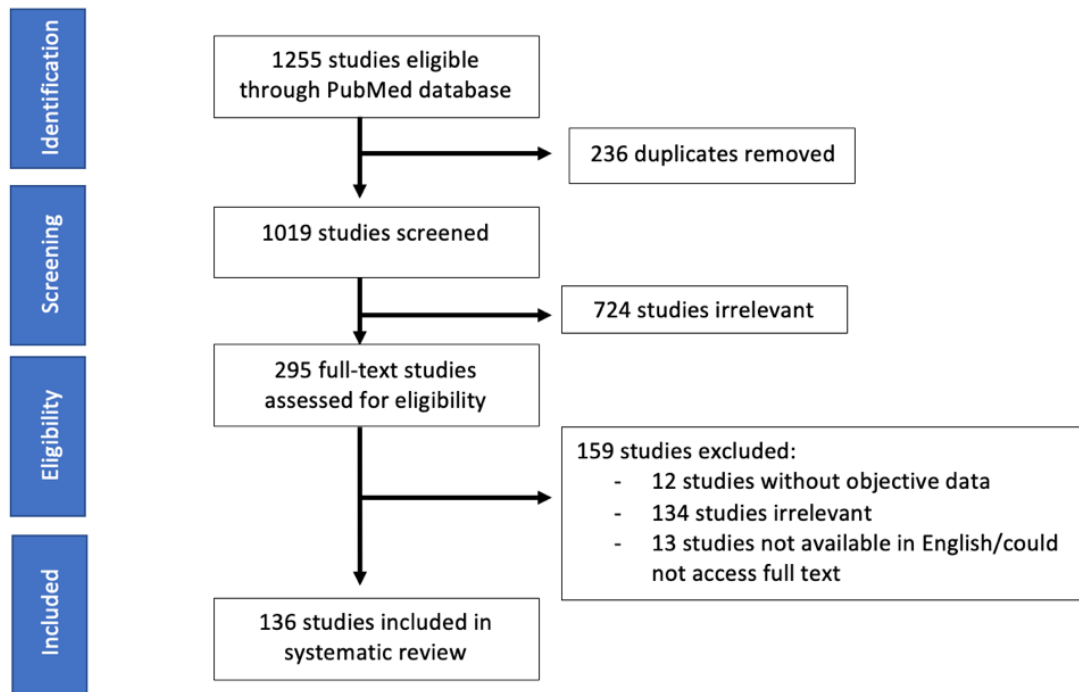 Identification
1255 studies eligible
through PubMed database
236 duplicates removed
Screening
1019 studies screened
724 studies irrelevant
Eligibility
295 full-text studies
assessed for eligibility
159 studies excluded:
- 12 studies without objective data
- 134 studies irrelevant
- 13 studies not available in English/could
not access full text
Included
136 studies included in
systematic review